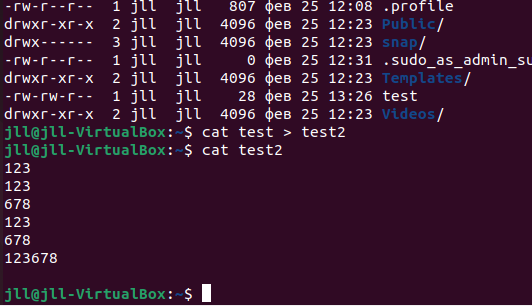 -rw-r--r-- 1 jll jll 807 фев 25 12:08 .profile
drwxr-xr-x 2 jll jll 4096 фев 25 12:23 Public/
drwx------ 3 jll jll 4096 фев 25 12:23 snap/
-rw-r--r-- 1 jll jll 0 фев 25 12:31 .sudo_as_admin_su
drwxr-xr-x 2 jll jll 4096 фев 25 12:23 Templates/
-rw-rw-r-- 1 jll jll 28 фев 25 13:26 test
drwxr-xr-x 2 jll jll 4096 фев 25 12:23 Videos/
jll@jll-VirtualBox:~$ cat test > test2
jll@jll-VirtualBox:~$ cat test2
123
123
678
123
678
123678
jll@jll-VirtualBox:~$